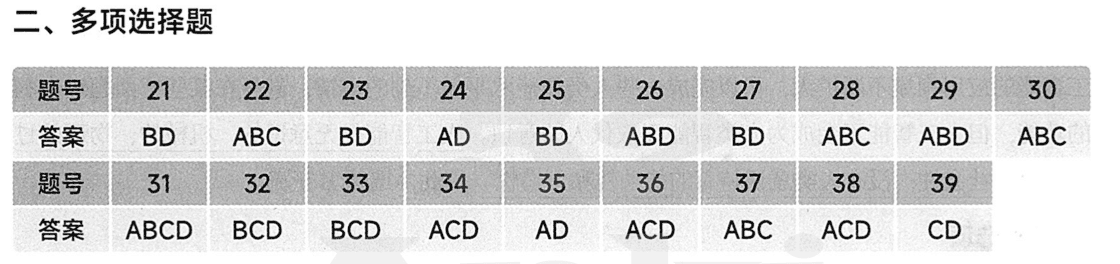 二、多项选择题
题号 21 22 23 24 25 26 27 28 29 30
答案 BD ABC BD AD BD ABD BD ABC ABD ABC
题号 31 32 33 34 35 36 37 38 39
答案 ABCD BCD BCD ACD AD ACD ABC ACD CD